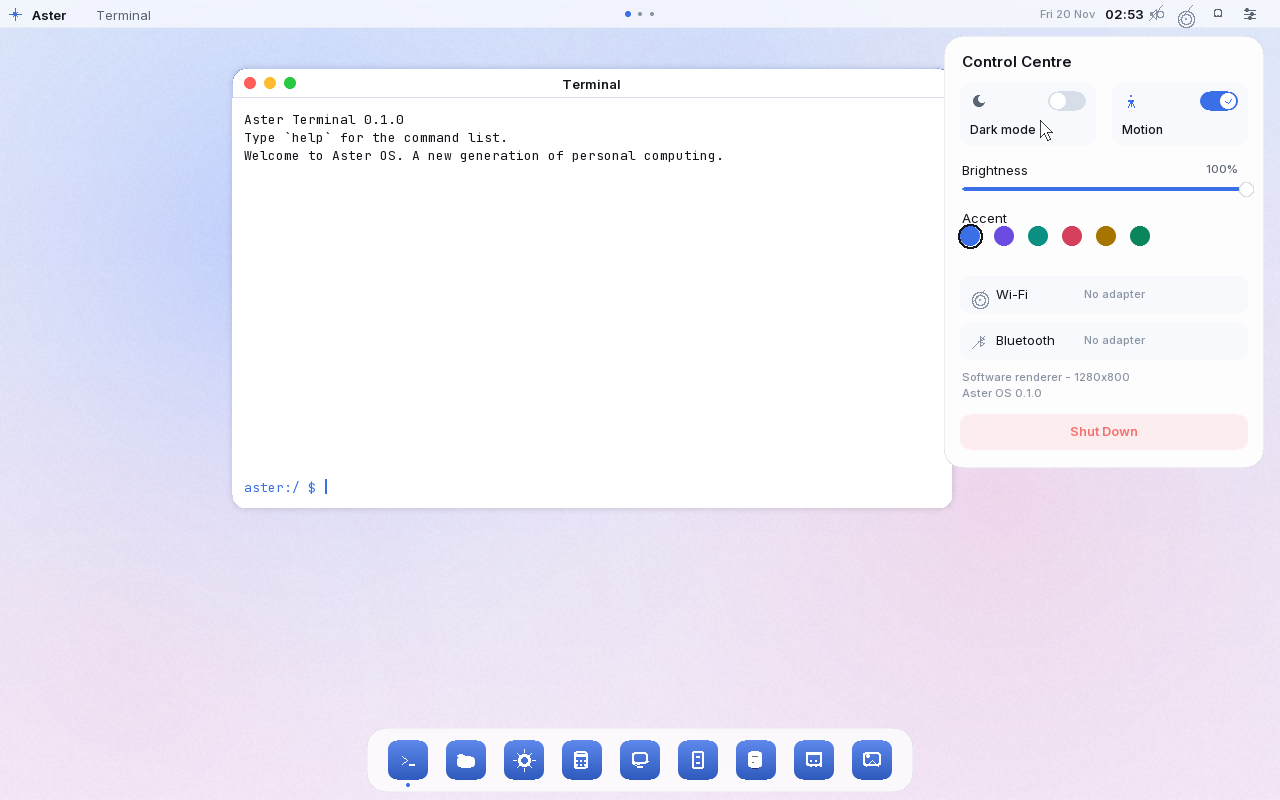 Aster Terminal Fri 20 Nov 02:53
Terminal
Aster Terminal 0.1.0
Type `help` for the command list.
Welcome to Aster OS. A new generation of personal computing.
aster:/ $
Control Centre
Dark mode Motion
Brightness 100%
Accent
Wi-Fi No adapter
Bluetooth No adapter
Software renderer - 1280x800
Aster OS 0.1.0
Shut Down